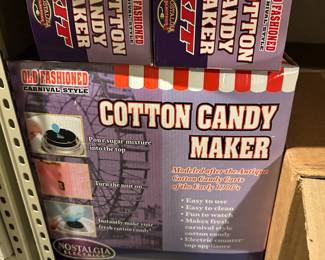 COTTON
CANDY
MAKER
KIT
COTTON
CANDY
MAKER
KIT
OLD FASHIONED
CARNIVAL STYLE
COTTON CANDY
MAKER
Pour sugar mixture
into the top.
Turn the unit on.
Instantly make your
fresh cotton candy!
Modeled after the Antique
Cotton Candy Carts
of the Early 1900's
• Easy to use
• Easy to clean
• Fun to watch
• Makes fresh
carnival style
cotton candy
• Electric counter
top appliance
NOSTALGIA
ELECTRICS